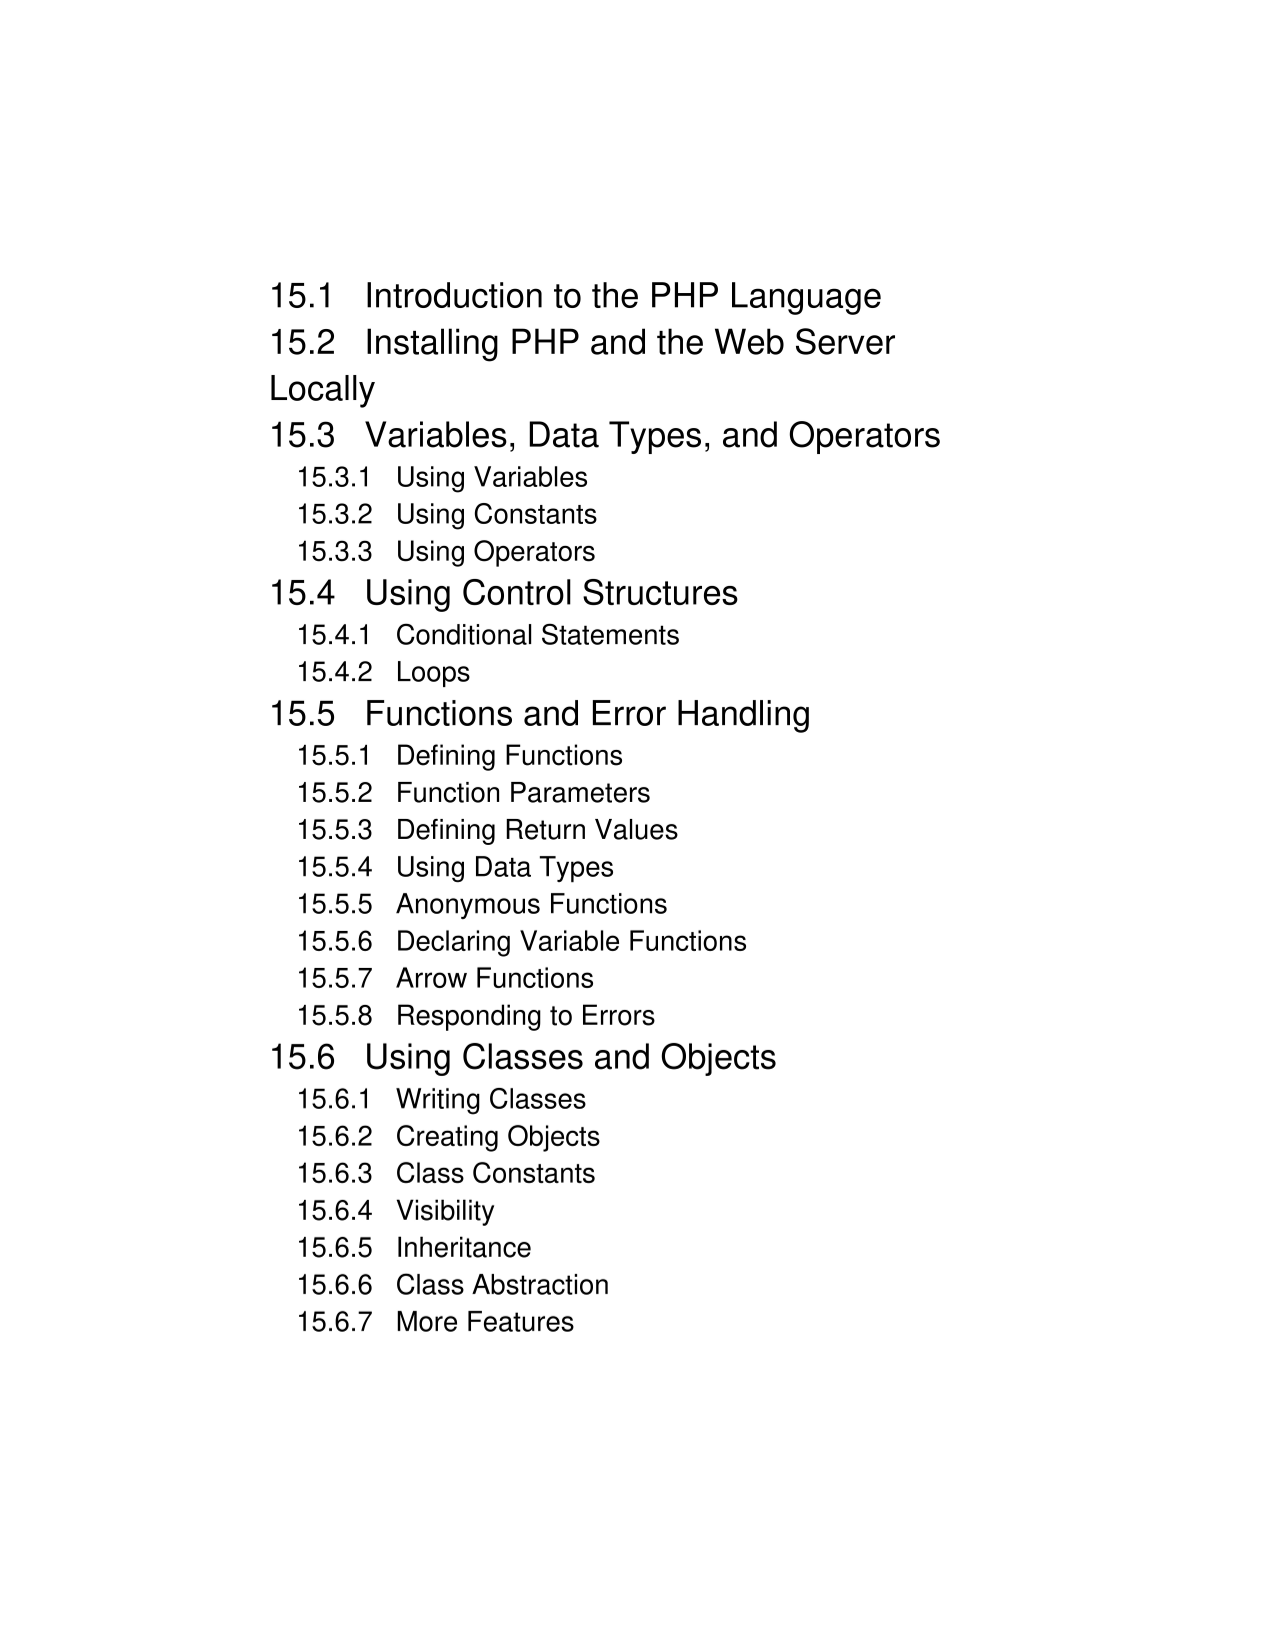 15.1 Introduction to the PHP Language
15.2 Installing PHP and the Web Server
Locally
15.3 Variables, Data Types, and Operators
15.3.1 Using Variables
15.3.2 Using Constants
15.3.3 Using Operators
15.4 Using Control Structures
15.4.1 Conditional Statements
15.4.2 Loops
15.5 Functions and Error Handling
15.5.1 Defining Functions
15.5.2 Function Parameters
15.5.3 Defining Return Values
15.5.4 Using Data Types
15.5.5 Anonymous Functions
15.5.6 Declaring Variable Functions
15.5.7 Arrow Functions
15.5.8 Responding to Errors
15.6 Using Classes and Objects
15.6.1 Writing Classes
15.6.2 Creating Objects
15.6.3 Class Constants
15.6.4 Visibility
15.6.5 Inheritance
15.6.6 Class Abstraction
15.6.7 More Features